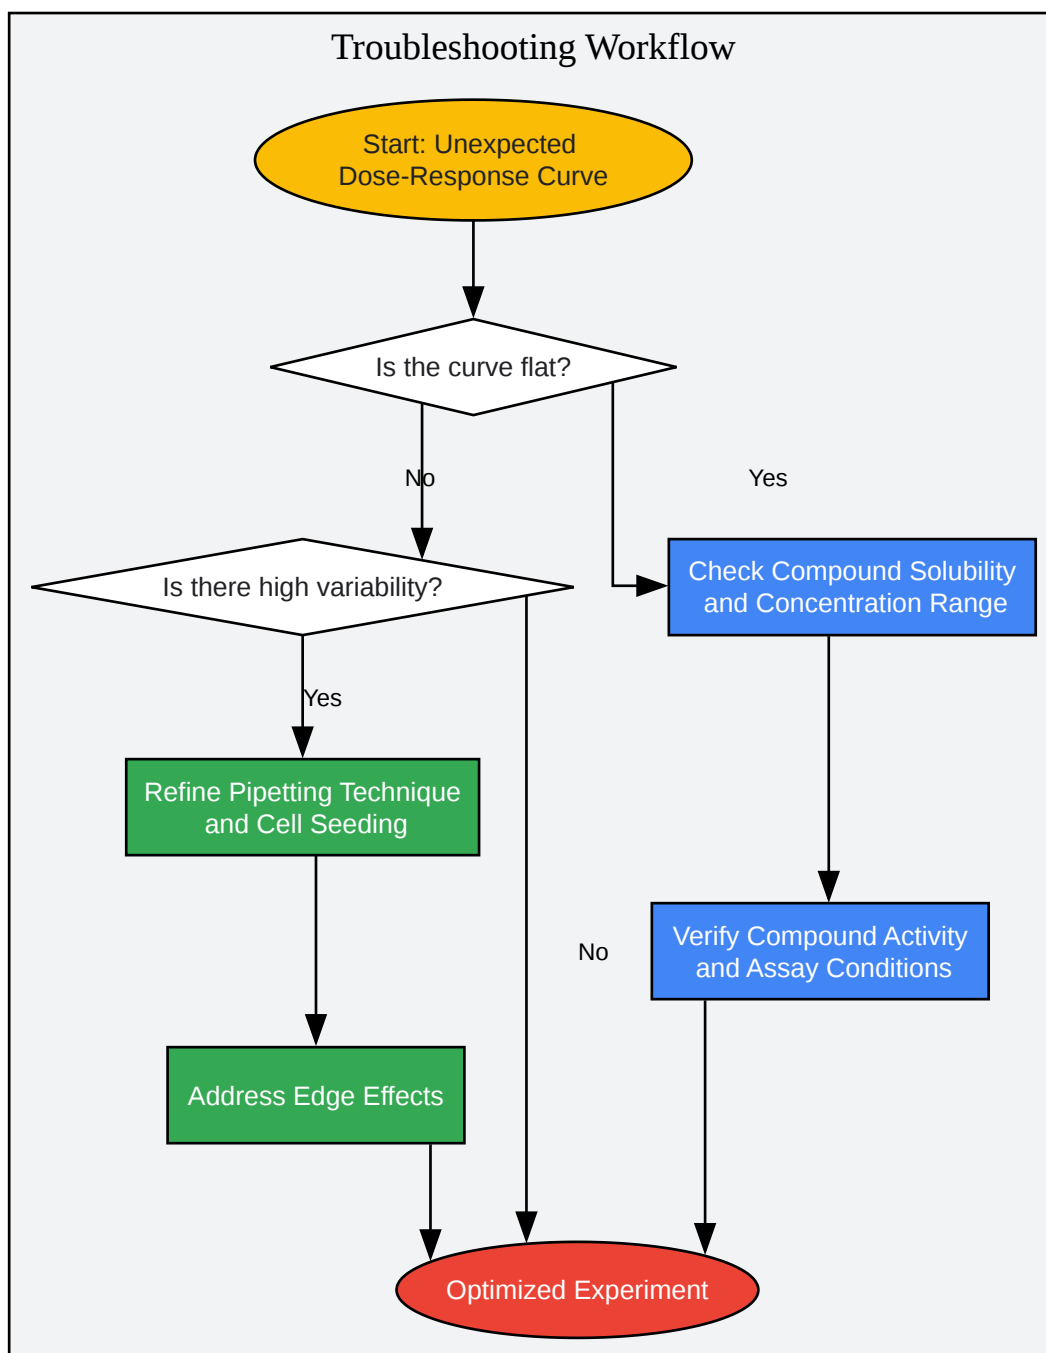 Troubleshooting Workflow
Start: Unexpected
Dose-Response Curve
Is the curve flat?
No
Yes
Is there high variability?
Check Compound Solubility
and Concentration Range
Yes
Refine Pipetting Technique
and Cell Seeding
Verify Compound Activity
and Assay Conditions
No
Address Edge Effects
Optimized Experiment